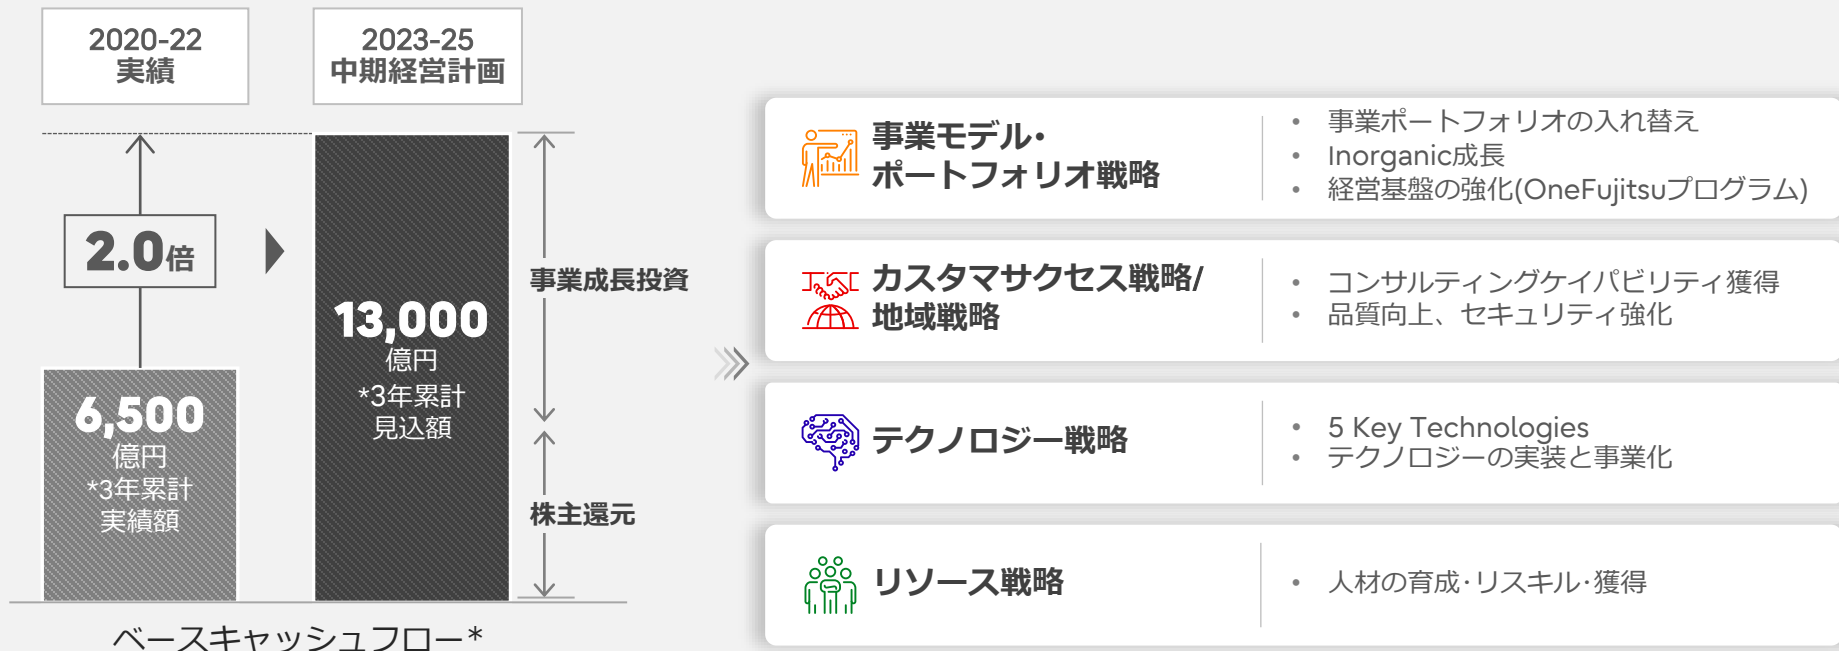 2020-22
実績
2023-25
中期経営計画
2.0倍
6,500
億円
*3年累計
実績額
13,000
億円
*3年累計
見込額
事業成長投資
株主還元
ベースキャッシュフロー*
事業モデル・
ポートフォリオ戦略
• 事業ポートフォリオの入れ替え
• Inorganic成長
• 経営基盤の強化(OneFujitsuプログラム)
カスタマサクセス戦略/
地域戦略
• コンサルティングケイパビリティ獲得
• 品質向上、セキュリティ強化
テクノロジー戦略
• 5 Key Technologies
• テクノロジーの実装と事業化
リソース戦略
• 人材の育成･リスキル･獲得